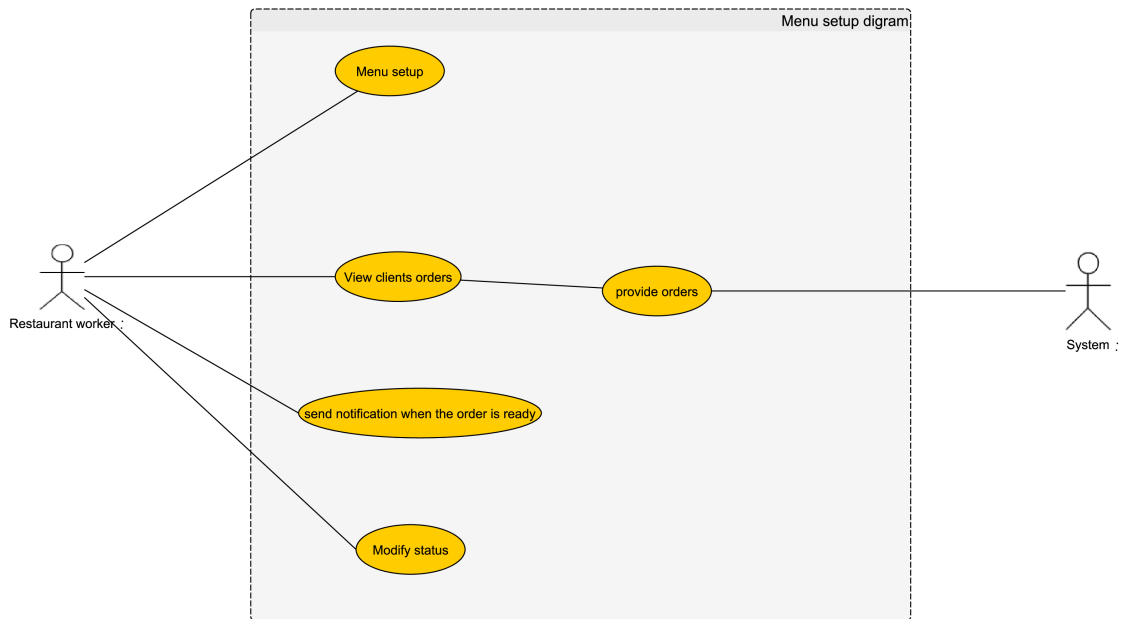 Menu setup digram
Menu setup
View clients orders
provide orders
Restaurant worker :
System :
send notification when the order is ready
Modify status